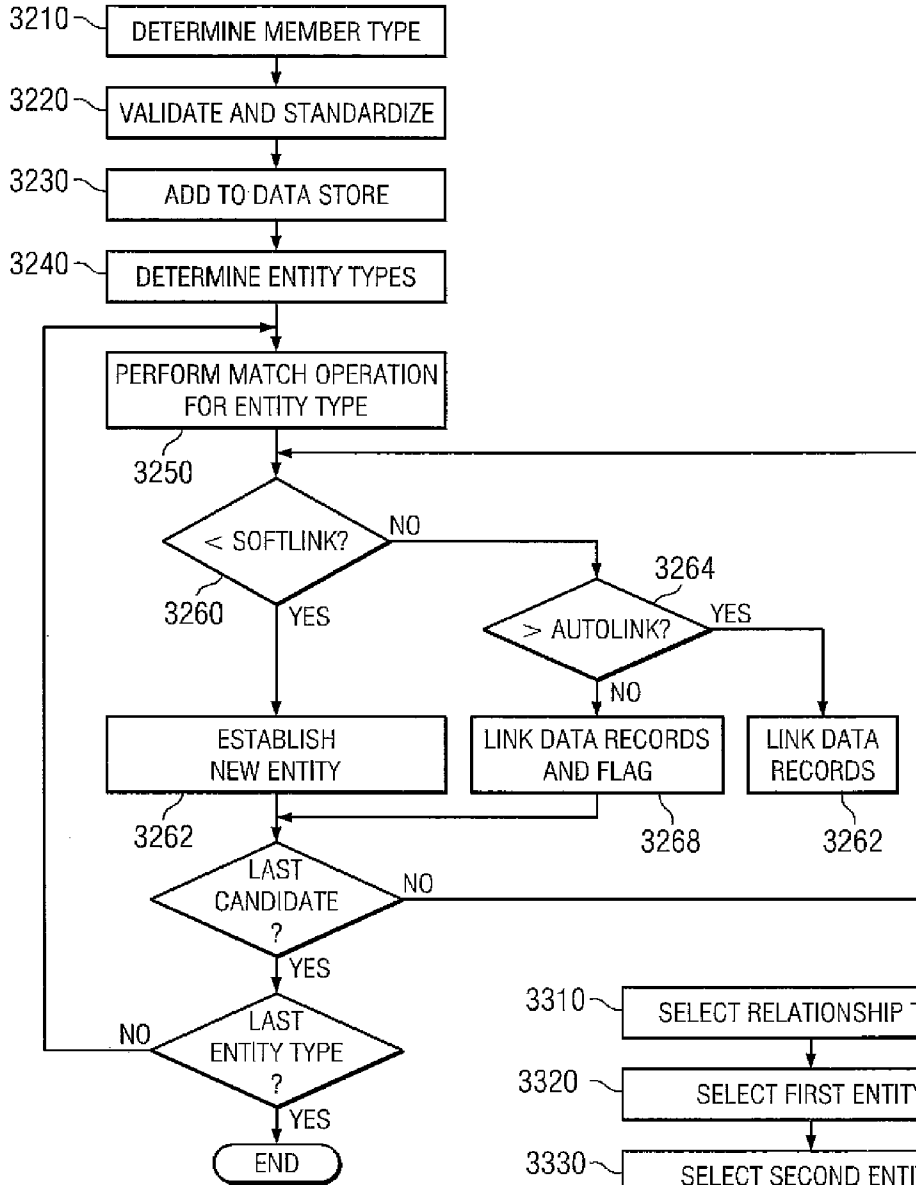 3210
DETERMINE MEMBER TYPE
3220
VALIDATE AND STANDARDIZE
3230
ADD TO DATA STORE
3240
DETERMINE ENTITY TYPES
PERFORM MATCH OPERATION
FOR ENTITY TYPE
3250
< SOFTLINK?
NO
3260
YES
3264
> AUTOLINK?
YES
NO
ESTABLISH
NEW ENTITY
3262
LINK DATA RECORDS
AND FLAG
3268
LINK DATA
RECORDS
3262
LAST
CANDIDATE
?
NO
YES
LAST
ENTITY TYPE
?
NO
YES
END
3310
SELECT RELATIONSHIP
3320
SELECT FIRST ENTITY
3330
SELECT SECOND